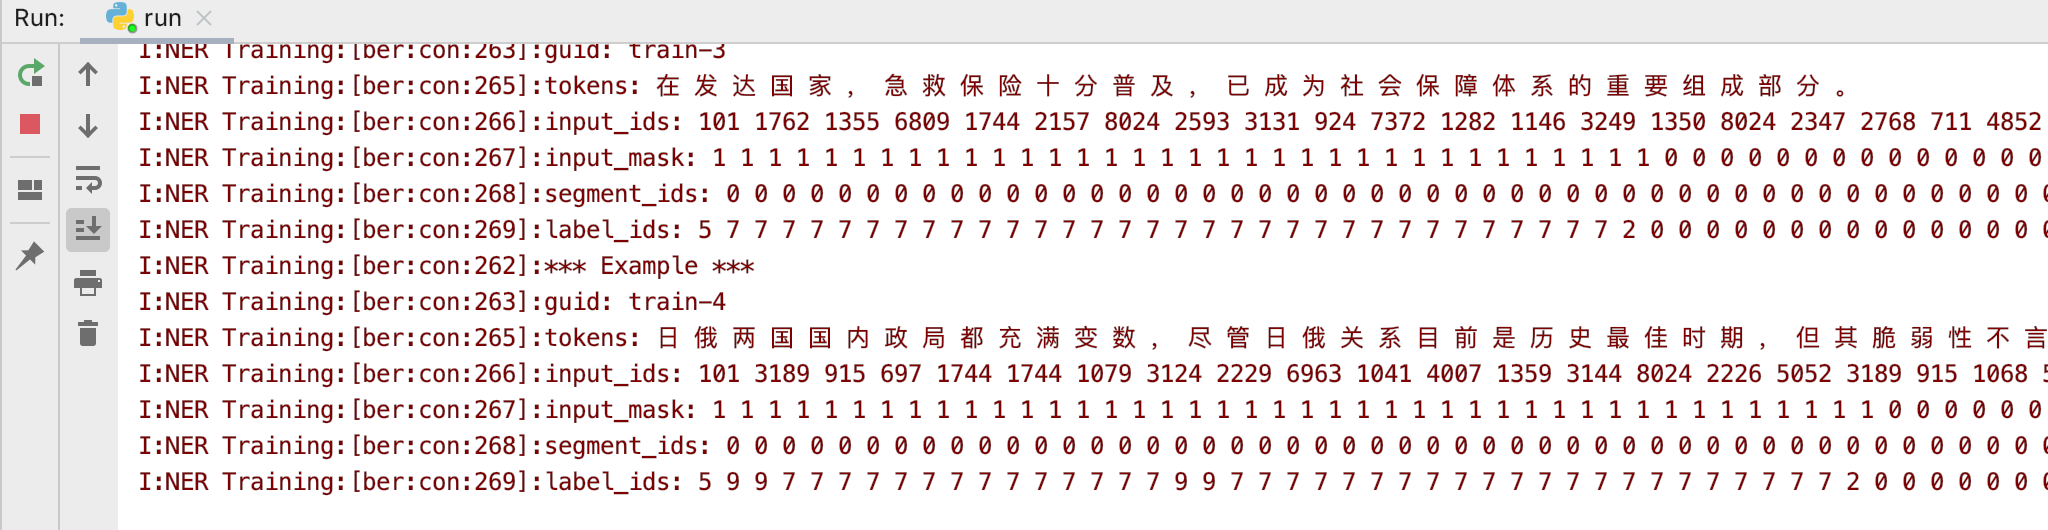 Run: run
I:NER Training:[ber:con:263]:guid: train-3
I:NER Training:[ber:con:265]:tokens: 在 发 达 国 家 ， 急 救 保 险 十 分 普 及 ， 已 成 为 社 会 保 障 体 系 的 重 要 组 成 部 分 。
I:NER Training:[ber:con:266]:input_ids: 101 1762 1355 6809 1744 2157 8024 2593 3131 924 7372 1282 1146 3249 1350 8024 2347 2768 711 4852
I:NER Training:[ber:con:267]:input_mask: 1 1 1 1 1 1 1 1 1 1 1 1 1 1 1 1 1 1 1 1 1 1 1 1 1 1 1 1 1 1 1 1 1 1 0 0 0 0 0 0 0 0 0 0 0 0 0 0
I:NER Training:[ber:con:268]:segment_ids: 0 0 0 0 0 0 0 0 0 0 0 0 0 0 0 0 0 0 0 0 0 0 0 0 0 0 0 0 0 0 0 0 0 0 0 0 0 0 0 0 0 0 0 0 0 0 0 0
I:NER Training:[ber:con:269]:label_ids: 5 7 7 7 7 7 7 7 7 7 7 7 7 7 7 7 7 7 7 7 7 7 7 7 7 7 7 7 7 7 7 7 7 2 0 0 0 0 0 0 0 0 0 0 0 0 0 0 0
I:NER Training:[ber:con:262]:*** Example ***
I:NER Training:[ber:con:263]:guid: train-4
I:NER Training:[ber:con:265]:tokens: 日 俄 两 国 国 内 政 局 都 充 满 变 数 ， 尽 管 日 俄 关 系 目 前 是 历 史 最 佳 时 期 ， 但 其 脆 弱 性 不 言
I:NER Training:[ber:con:266]:input_ids: 101 3189 915 697 1744 1744 1079 3124 2229 6963 1041 4007 1359 3144 8024 2226 5052 3189 915 1068 5
I:NER Training:[ber:con:267]:input_mask: 1 1 1 1 1 1 1 1 1 1 1 1 1 1 1 1 1 1 1 1 1 1 1 1 1 1 1 1 1 1 1 1 1 1 1 1 1 1 1 1 1 1 0 0 0 0 0 0
I:NER Training:[ber:con:268]:segment_ids: 0 0 0 0 0 0 0 0 0 0 0 0 0 0 0 0 0 0 0 0 0 0 0 0 0 0 0 0 0 0 0 0 0 0 0 0 0 0 0 0 0 0 0 0 0 0 0 0
I:NER Training:[ber:con:269]:label_ids: 5 9 9 7 7 7 7 7 7 7 7 7 7 7 7 7 7 9 9 7 7 7 7 7 7 7 7 7 7 7 7 7 7 7 7 7 7 7 7 7 7 2 0 0 0 0 0 0 0